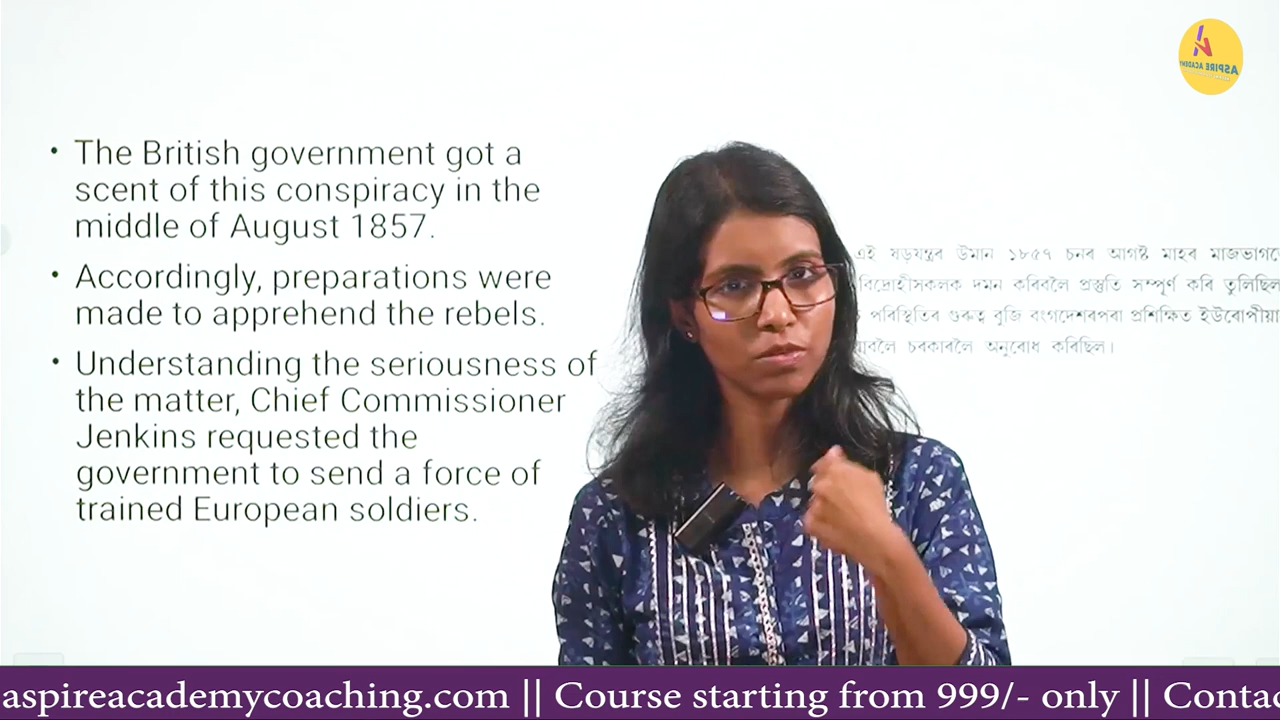 • The British government got a
scent of this conspiracy in the
middle of August 1857.
• Accordingly, preparations were
made to apprehend the rebels.
• Understanding the seriousness of
the matter, Chief Commissioner
Jenkins requested the
government to send a force of
trained European soldiers.
এই ষড়যন্ত্ৰৰ উমান ১৮৫৭ চনৰ আগষ্ট মাহৰ মাজভাগতে
বিদ্ৰোহীসকলক দমন কৰিবলৈ প্ৰস্তুতি সম্পূৰ্ণ কৰি তুলিছিল
পৰিস্থিতিৰ গুৰুত্ব বুজি বংগদেশৰপৰা প্ৰশিক্ষিত ইউৰোপীয়
চৰকাৰলৈ অনুৰোধ কৰিছিল।
ASPIRE ACADEMY
aspireacademycoaching.com || Course starting from 999/- only ||